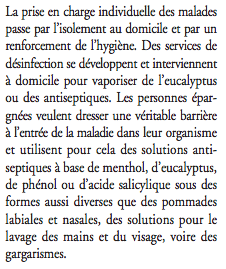 La prise en charge individuelle des malades
passe par l'isolement au domicile et par un
renforcement de l'hygiène. Des services de
désinfection se développent et interviennent
à domicile pour vaporiser de l'eucalyptus
ou des antiseptiques. Les personnes épar-
gnées veulent dresser une véritable barrière
à l'entrée de la maladie dans leur organisme
et utilisent pour cela des solutions anti-
septiques à base de menthol, d'eucalyptus,
de phénol ou d'acide salicylique sous des
formes aussi diverses que des pommades
labiales et nasales, des solutions pour le
lavage des mains et du visage, voire des
gargarismes.